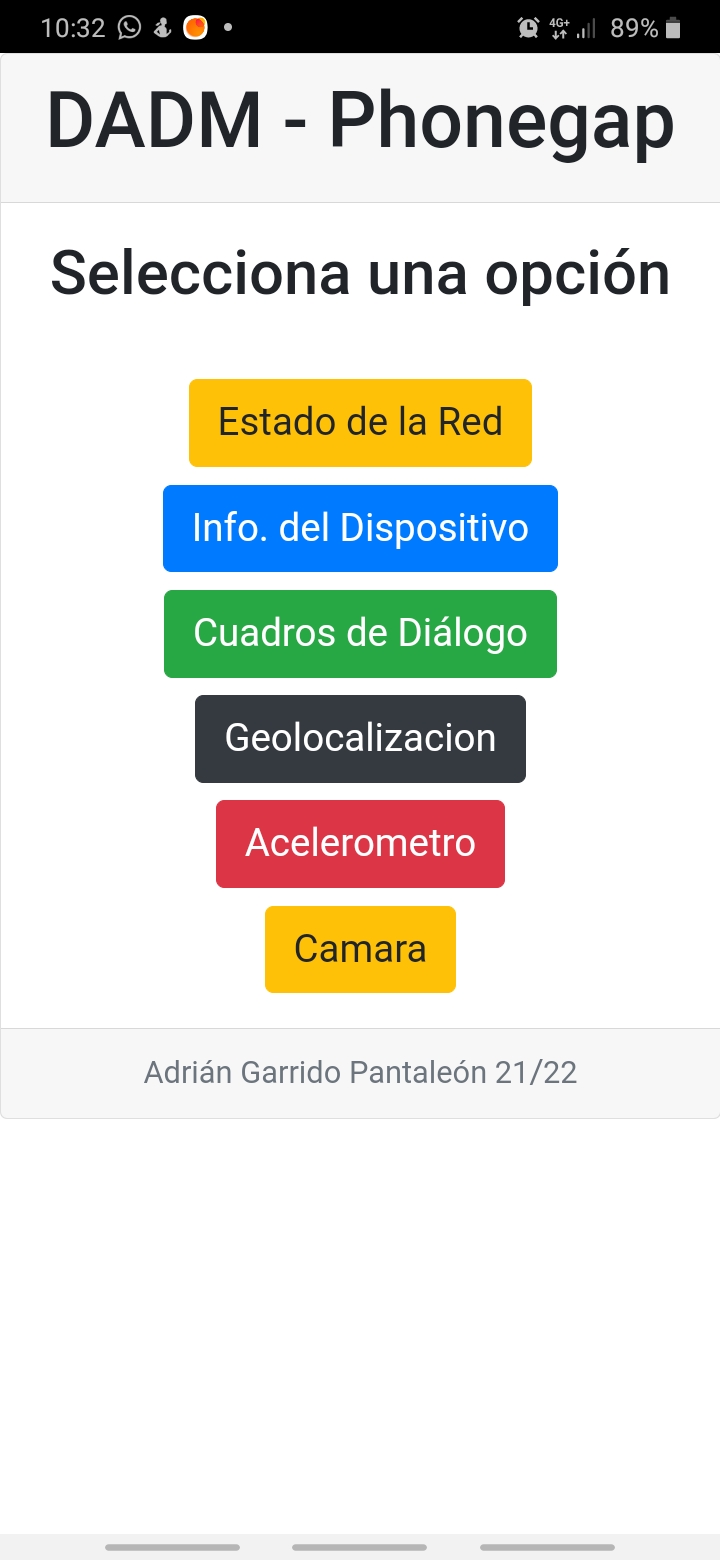 10:32 4G+ 89%
DADM - Phonegap
Selecciona una opción
Estado de la Red
Info. del Dispositivo
Cuadros de Diálogo
Geolocalizacion
Acelerometro
Camara
Adrián Garrido Pantaleón 21/22